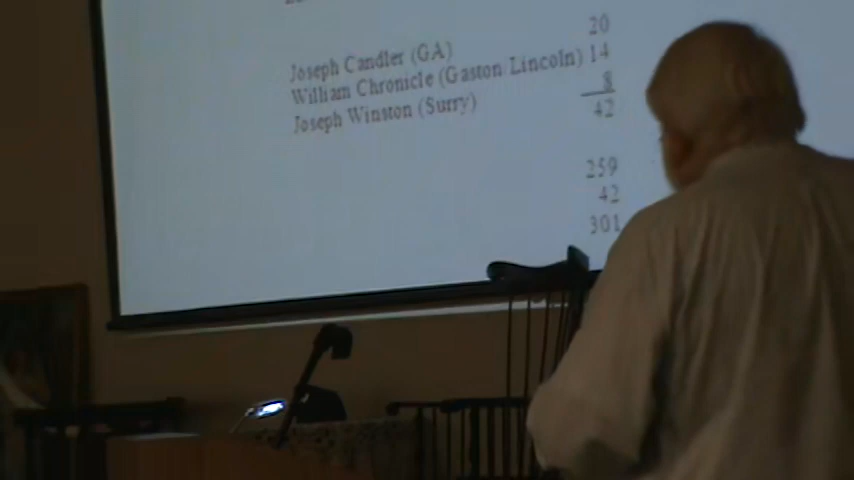 20
Joseph Candler (GA)
William Chronicle (Gaston Lincoln) 14
Joseph Winston (Surry) 8
42
259
42
301